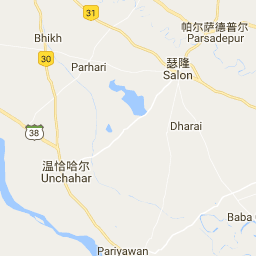 31
帕尔萨德普尔
Parsadepur
Bhikh
30
Parhari
瑟隆
Salon
38
Dharai
温恰哈尔
Unchahar
Baba
30
Pariyawan